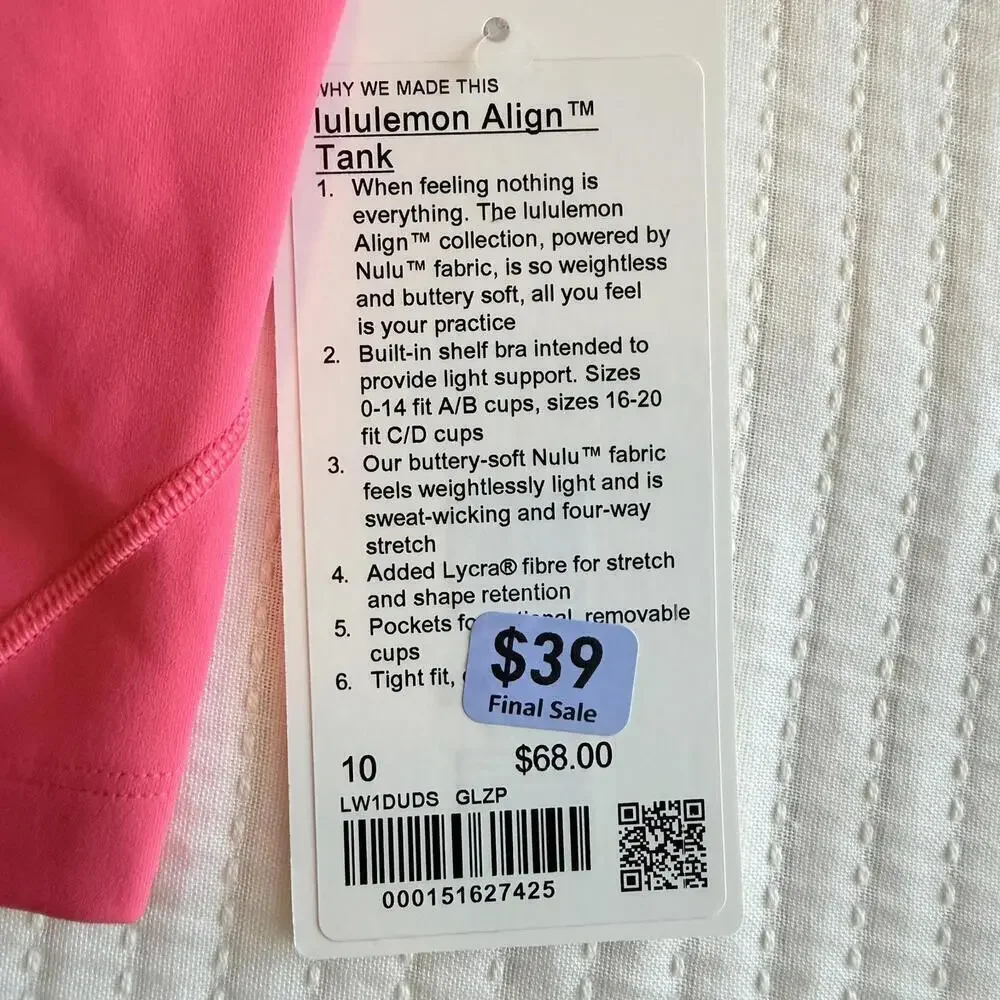 WHY WE MADE THIS
lululemon Align™
Tank
1. When feeling nothing is
everything. The lululemon
Align™ collection, powered by
Nulu™ fabric, is so weightless
and buttery soft, all you feel
is your practice
2. Built-in shelf bra intended to
provide light support. Sizes
0-14 fit A/B cups, sizes 16-20
fit C/D cups
3. Our buttery-soft Nulu™ fabric
feels weightlessly light and is
sweat-wicking and four-way
stretch
4. Added Lycra® fibre for stretch
and shape retention
5. Pockets removable
cups
6. Tight fit,
$39
Final Sale
10 $68.00
LW1DUDS GLZP
000151627425